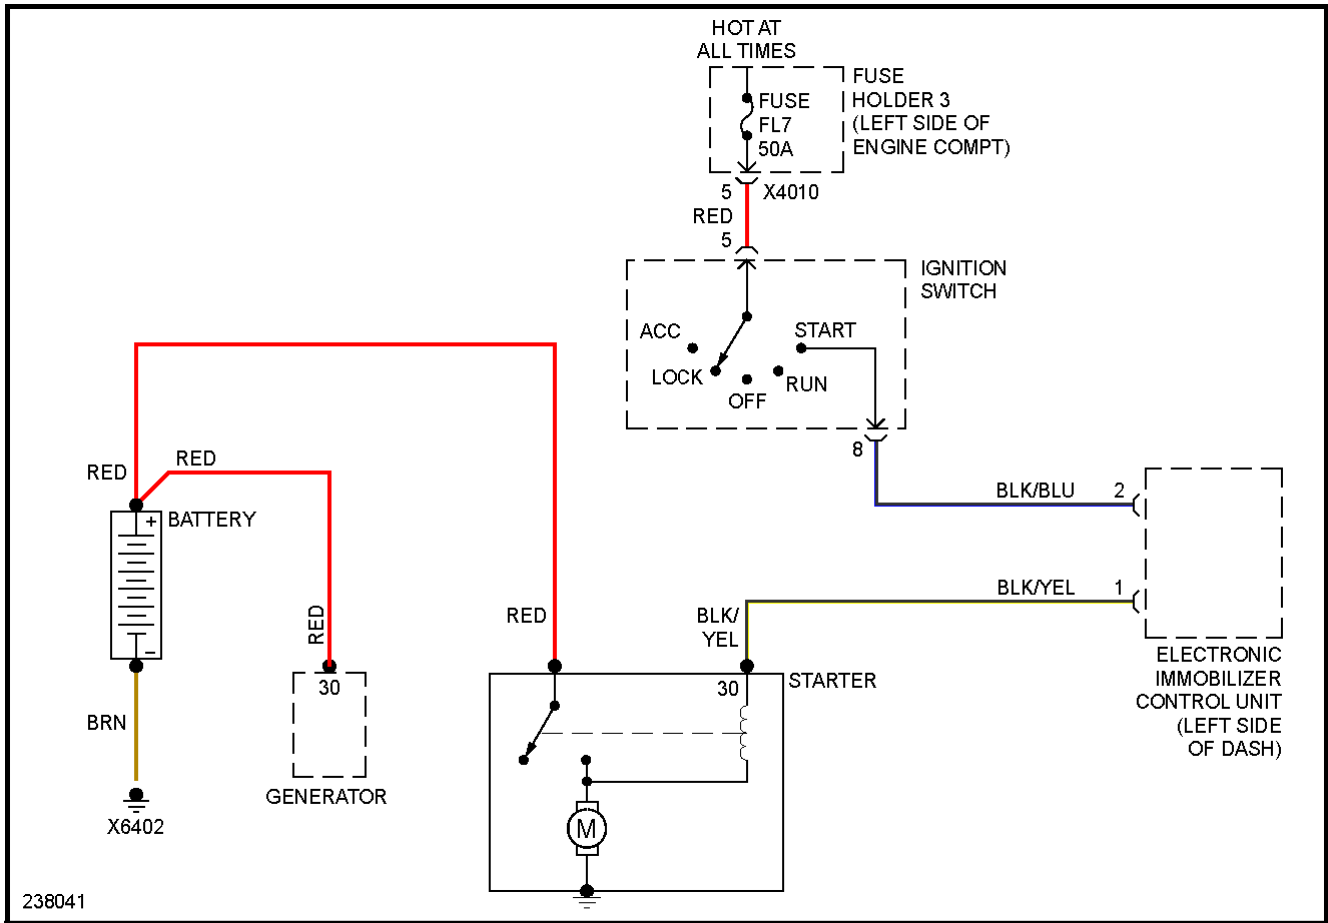 HOT AT
ALL TIMES
FUSE
HOLDER 3
(LEFT SIDE OF
ENGINE COMPT)
FUSE
FL7
50A
5
X4010
RED
5
IGNITION
SWITCH
ACC
START
LOCK
RUN
OFF
8
RED
RED
BLK/BLU
2
+
BATTERY
BLK/YEL
1
RED
RED
BLK/
YEL
-
ELECTRONIC
IMMOBILIZER
CONTROL UNIT
(LEFT SIDE
OF DASH)
30
30
STARTER
BRN
GENERATOR
X6402
M
238041